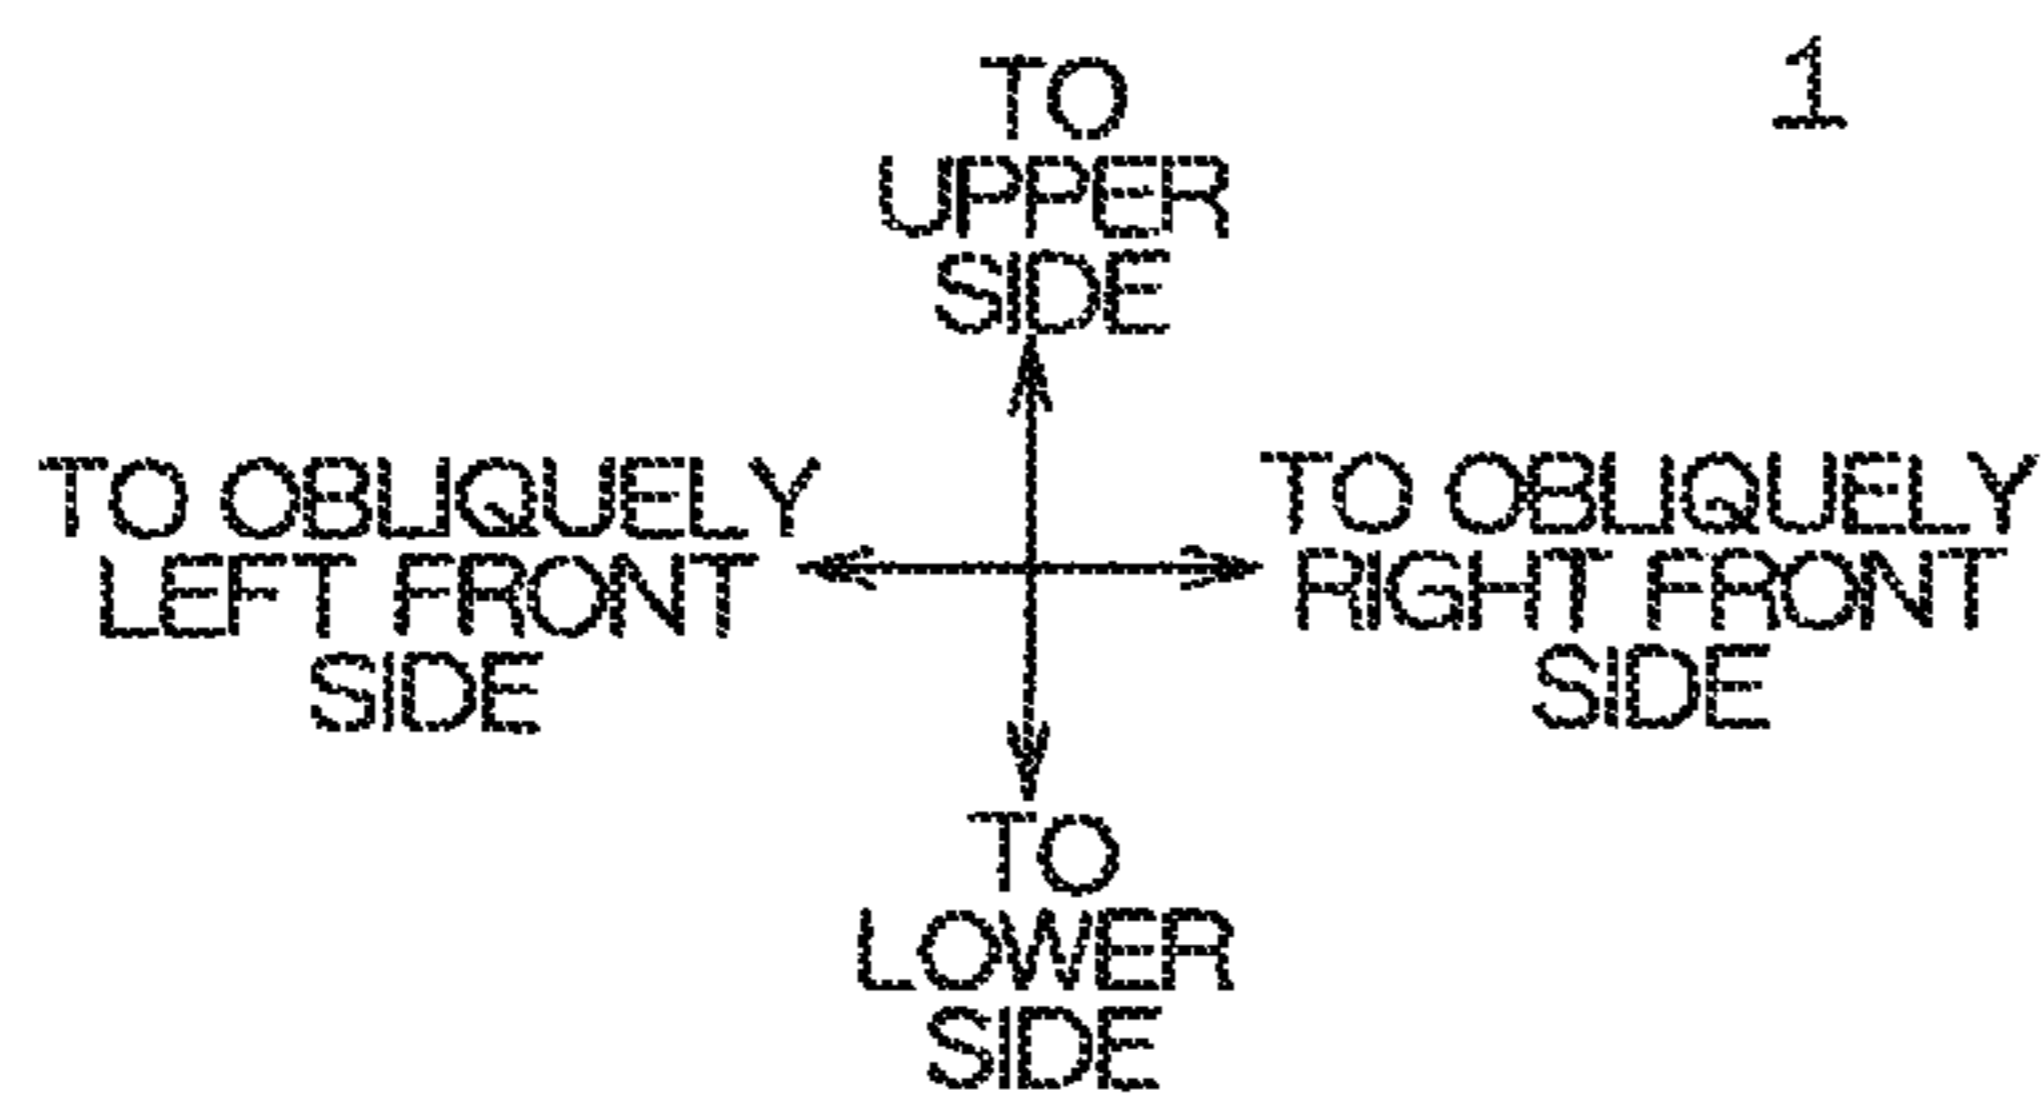 1
TO
UPPER
SIDE
TO OBLIQUELY
LEFT FRONT
SIDE
TO OBLIQUELY
RIGHT FRONT
SIDE
TO
LOWER
SIDE